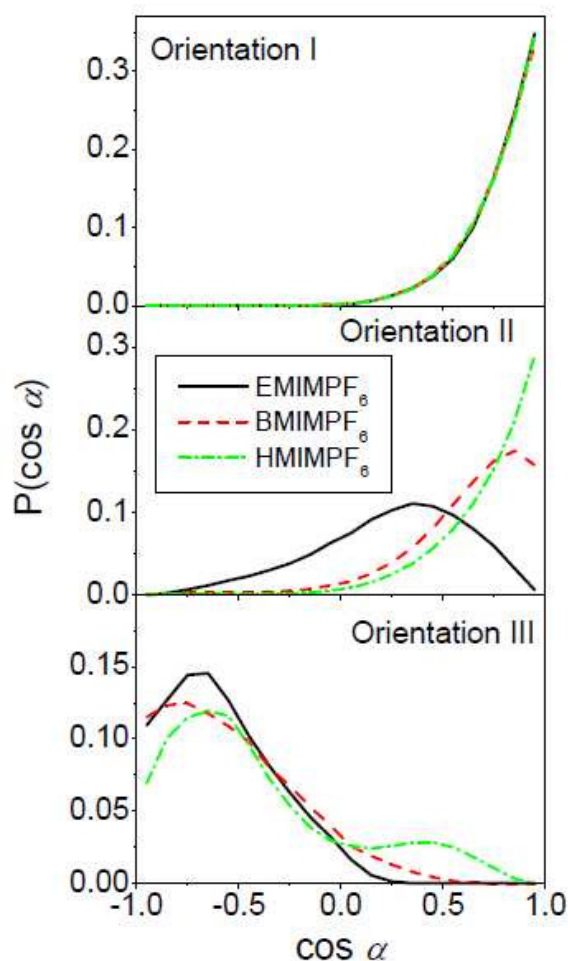 Orientation I
0.3
0.2
0.1
0.0
Orientation II
0.3
0.2
0.1
0.0
EMIMPF₆
BMIMPF₆
HMIMPF₆
P(cos α)
Orientation III
0.15
0.10
0.05
0.00
-1.0 -0.5 0.0 0.5 1.0
cos α